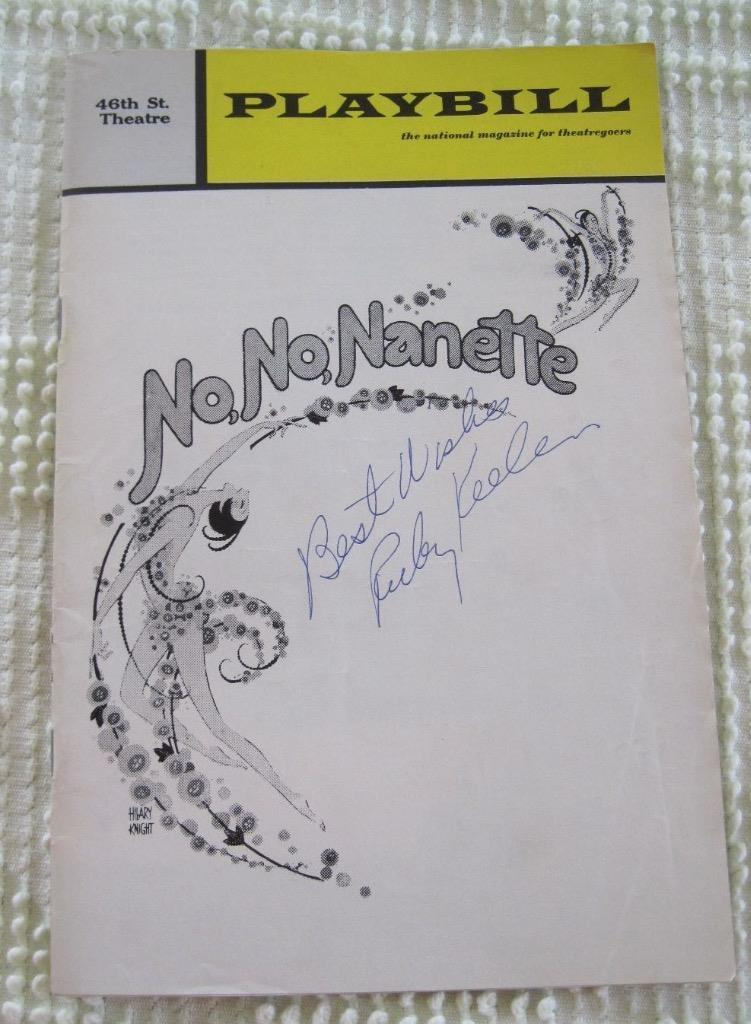 46th St.
Theatre
PLAYBILL
the national magazine for theatregoers
No, No, Nanette
Best Wishes
Ruby Keeler
HILARY
KNIGHT